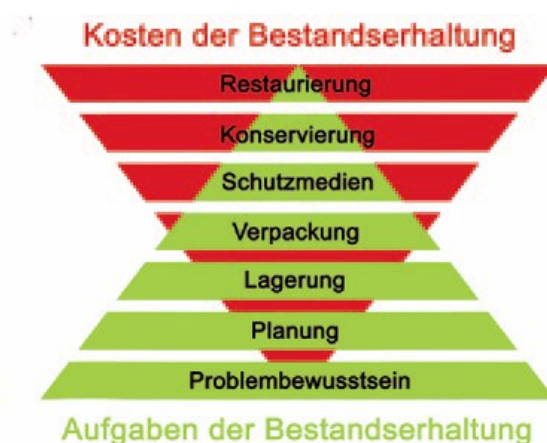 Kosten der Bestandserhaltung
Restaurierung
Konservierung
Schutzmedien
Verpackung
Lagerung
Planung
Problembewusstsein
Aufgaben der Bestandserhaltung